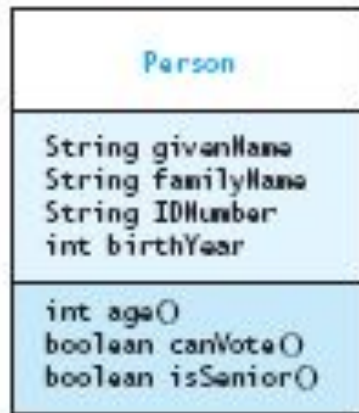 Person
String givenName
String familyName
String IDNumber
int birthYear
int age()
boolean canVote()
boolean isSenior()